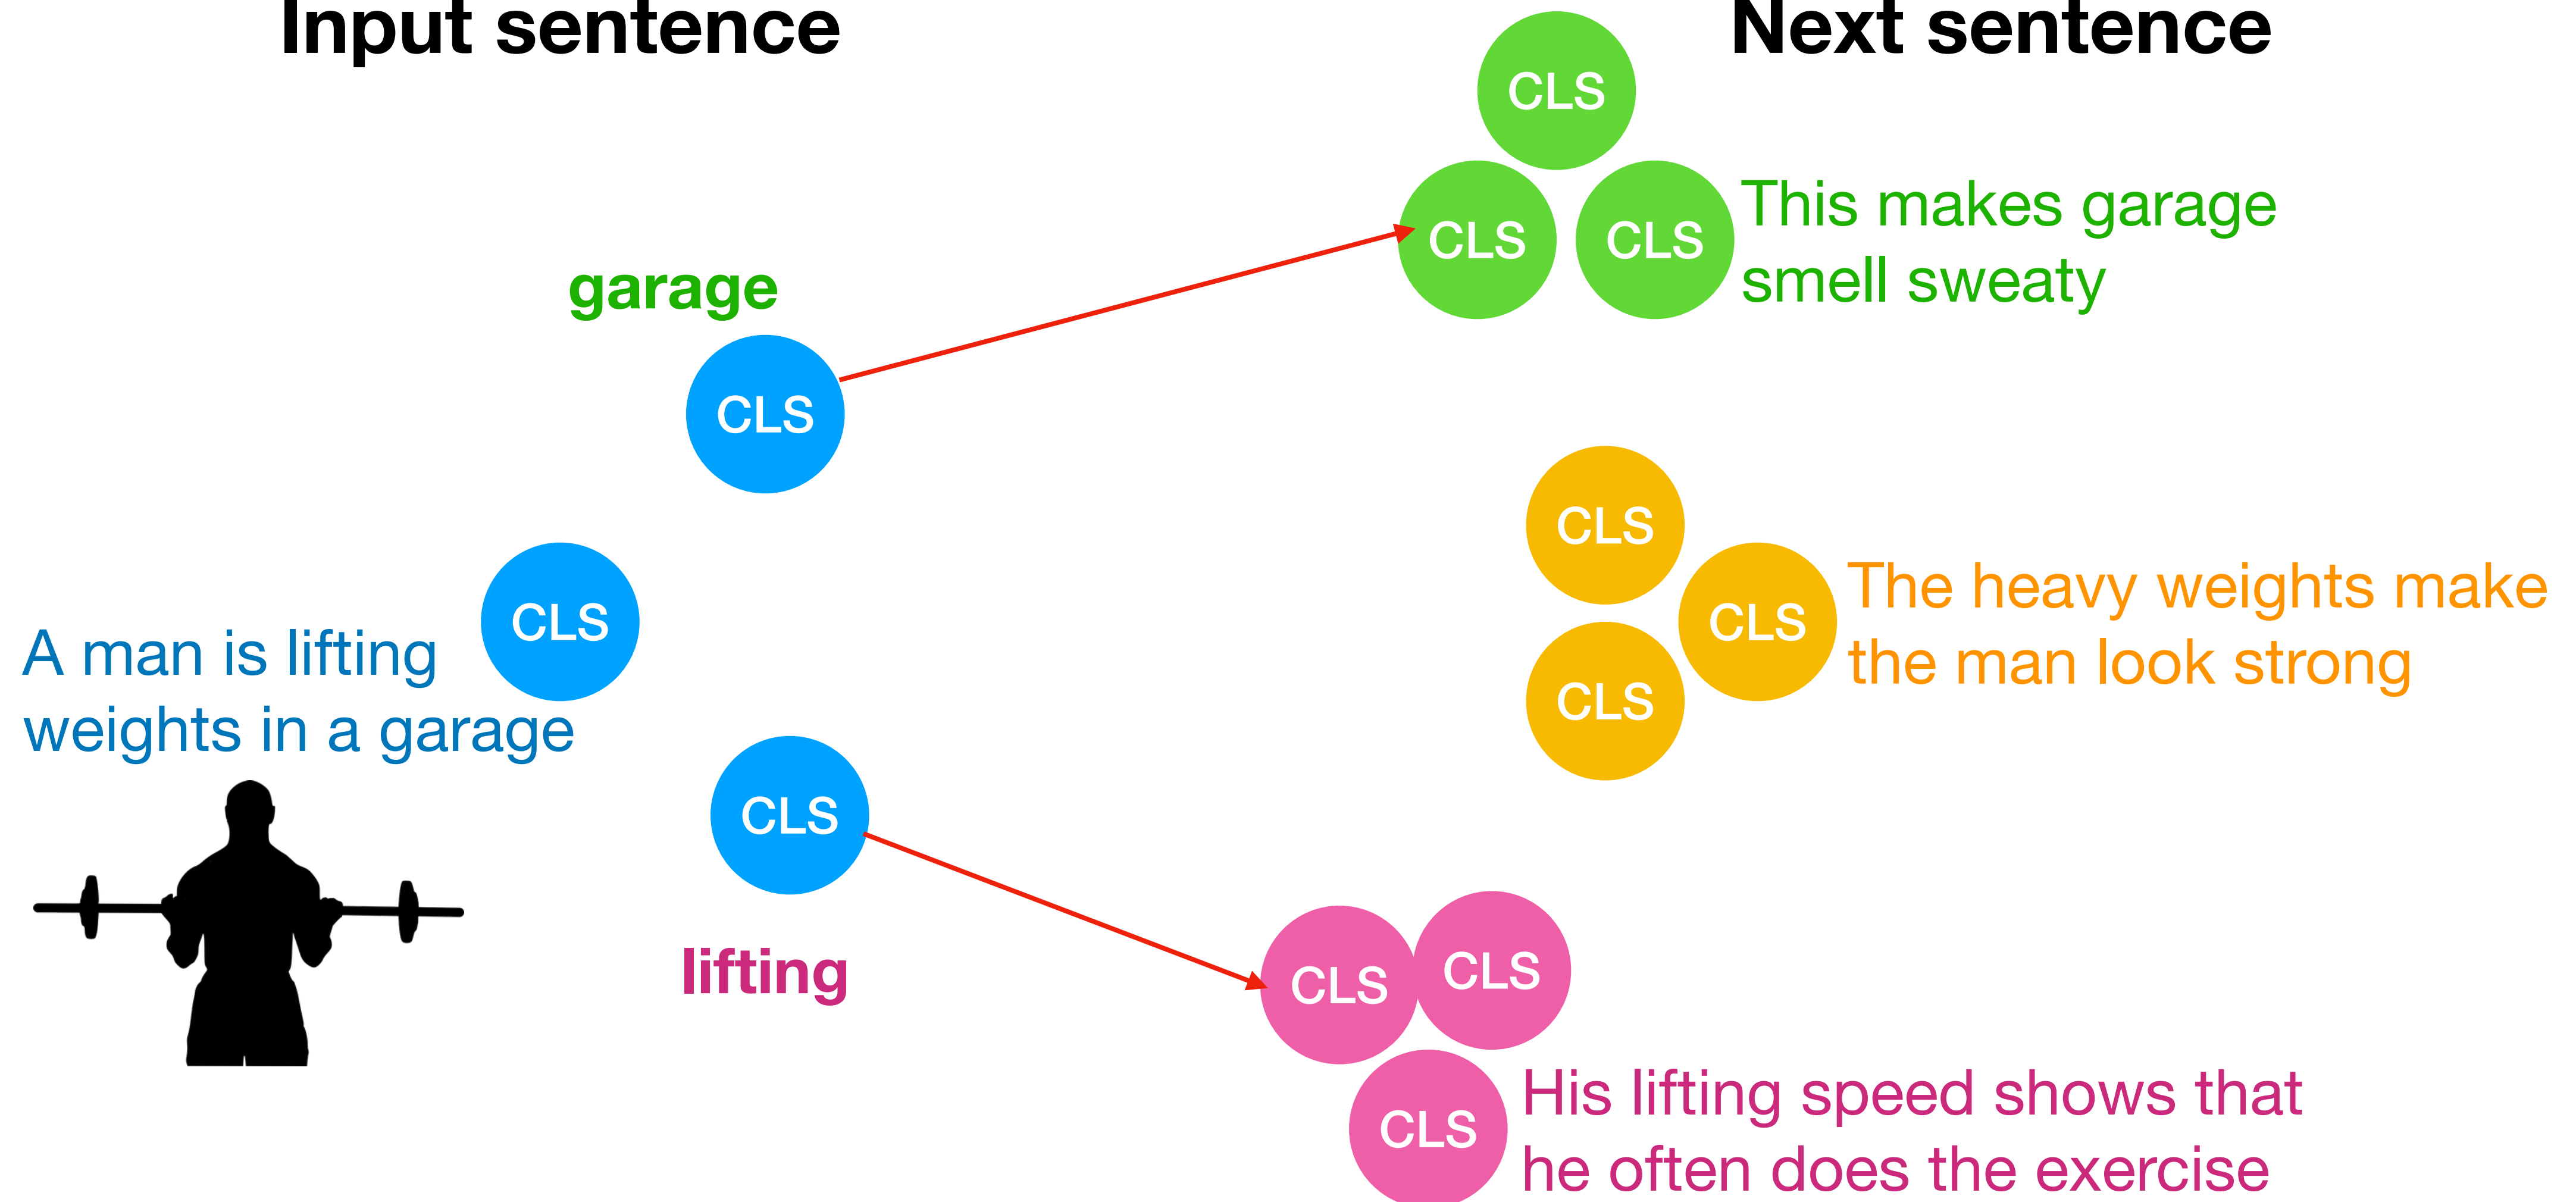 Input sentence
Next sentence
CLS
CLS
CLS
This makes garage
smell sweaty
garage
CLS
CLS
CLS
CLS
The heavy weights make
the man look strong
CLS
A man is lifting
weights in a garage
CLS
lifting
CLS
CLS
CLS
His lifting speed shows that
he often does the exercise